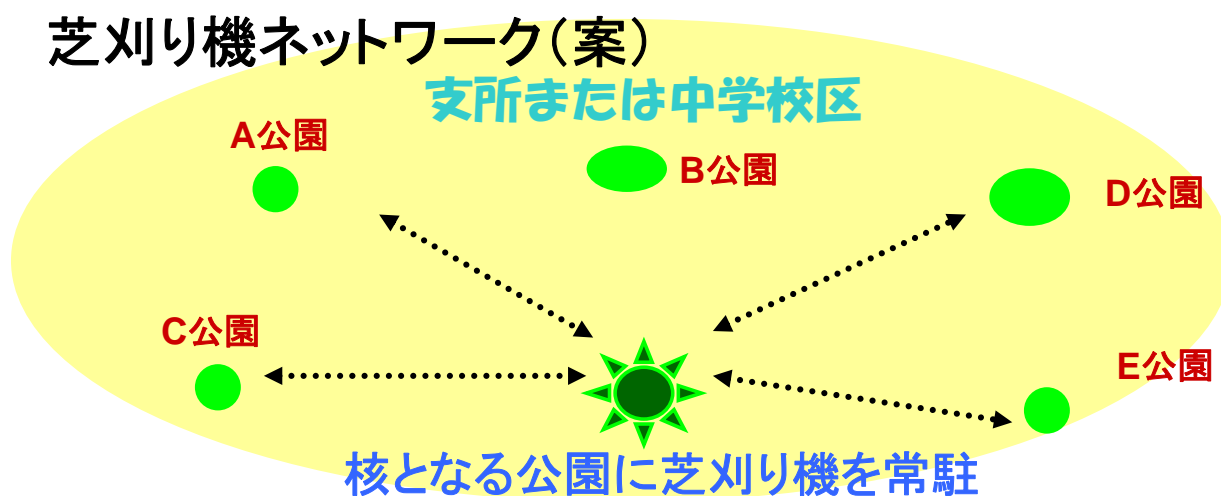 芝刈り機ネットワーク(案)
支所または中学校区
A公園
B公園
D公園
C公園
E公園
核となる公園に芝刈り機を常駐